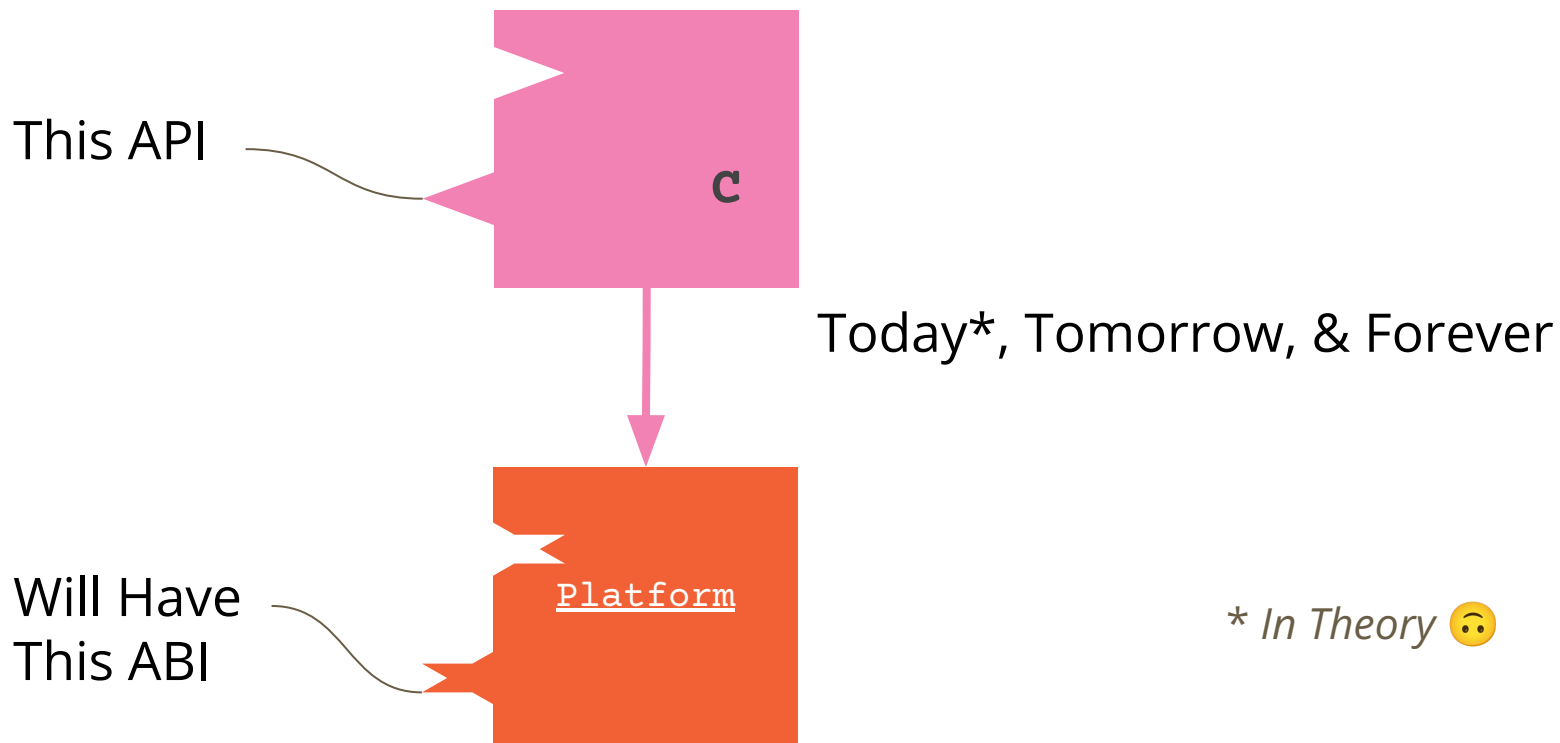 This API
C
Today*, Tomorrow, & Forever
Will Have
This ABI
Platform
* In Theory 🙃